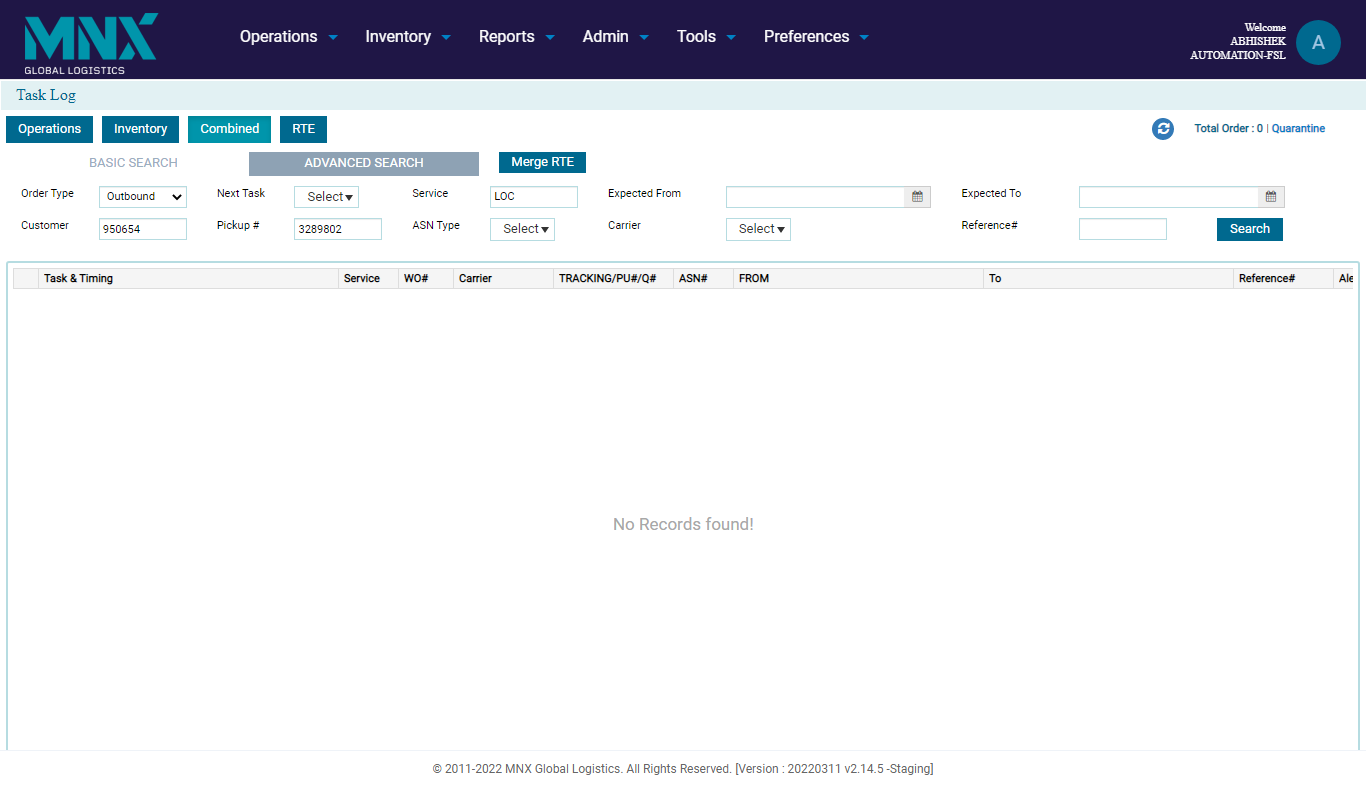 MNX
GLOBAL LOGISTICS
Operations Inventory Reports Admin Tools Preferences
Welcome
ABHISHEK
AUTOMATION-FSL
A
Task Log
Operations Inventory Combined RTE
Total Order : 0 | Quarantine
BASIC SEARCH ADVANCED SEARCH Merge RTE
Order Type Outbound Next Task Select Service LOC Expected From Expected To
Customer 950654 Pickup # 3289802 ASN Type Select Carrier Select Reference# Search
Task & Timing Service WO# Carrier TRACKING/PU#/Q# ASN# FROM To Reference# Ale
No Records found!
© 2011-2022 MNX Global Logistics. All Rights Reserved. [Version : 20220311 v2.14.5 -Staging]